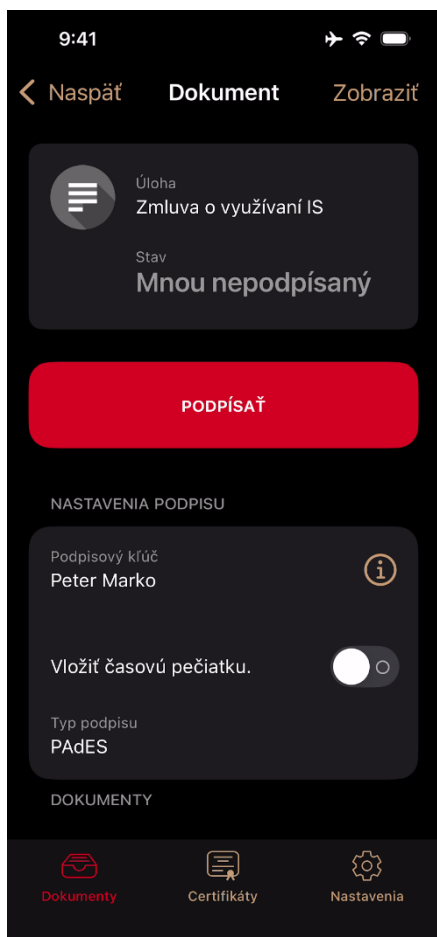 9:41
Naspäť Dokument Zobraziť
Úloha
Zmluva o využívaní IS
Stav
Mnou nepodpísaný
PODPÍSAŤ
NASTAVENIA PODPISU
Podpisový kľúč
Peter Marko
Vložiť časovú pečiatku.
Typ podpisu
PAdES
DOKUMENTY
Dokumenty Certifikáty Nastavenia